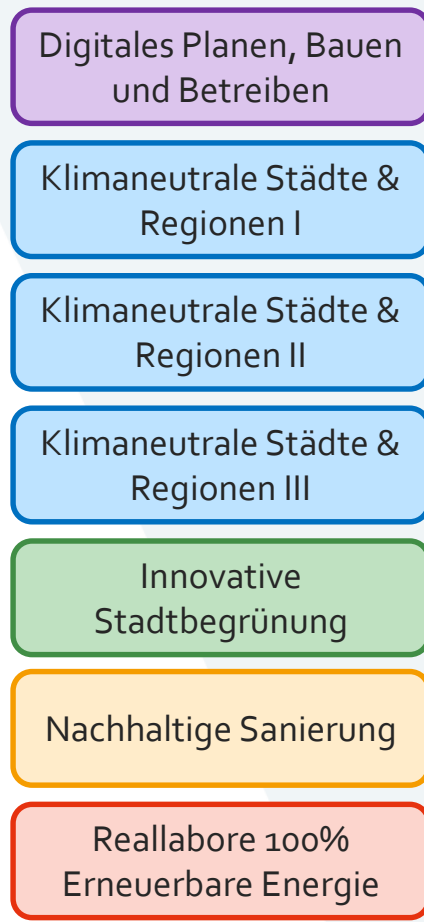 Digitales Planen, Bauen
und Betreiben
Klimaneutrale Städte &
Regionen I
Klimaneutrale Städte &
Regionen II
Klimaneutrale Städte &
Regionen III
Innovative
Stadtbegrünung
Nachhaltige Sanierung
Reallabore 100%
Erneuerbare Energie